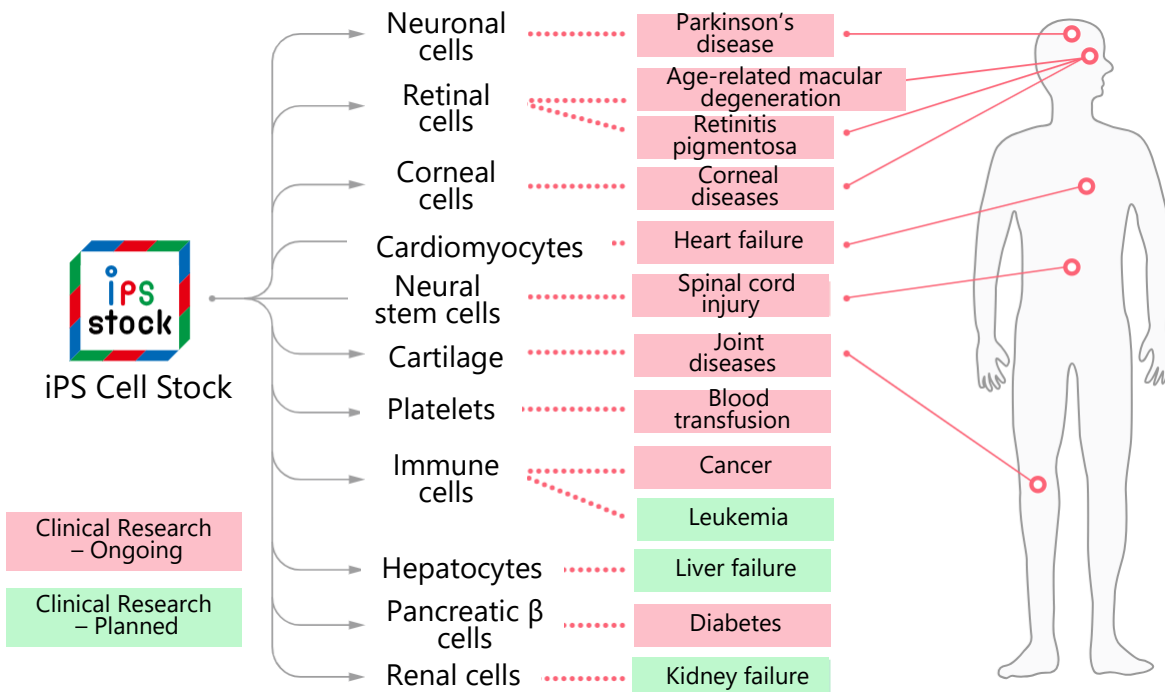 Neuronal
cells
Parkinson's
disease
Retinal
cells
Age-related macular
degeneration
Retinitis
pigmentosa
Corneal
cells
Corneal
diseases
Cardiomyocytes
Heart failure
iPS
stock
iPS Cell Stock
Neural
stem cells
Spinal cord
injury
Cartilage
Joint
diseases
Platelets
Blood
transfusion
Immune
cells
Cancer
Leukemia
Hepatocytes
Liver failure
Pancreatic β
cells
Diabetes
Renal cells
Kidney failure
Clinical Research
– Ongoing
Clinical Research
– Planned